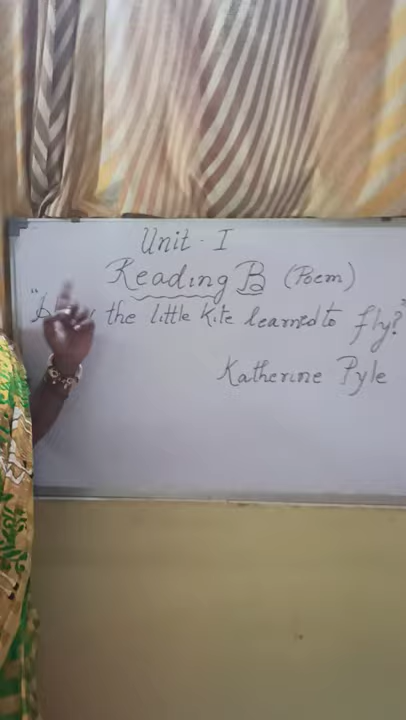 Unit - I
Reading B (Poem)
the little kite learned to fly?"
Katherine Pyle